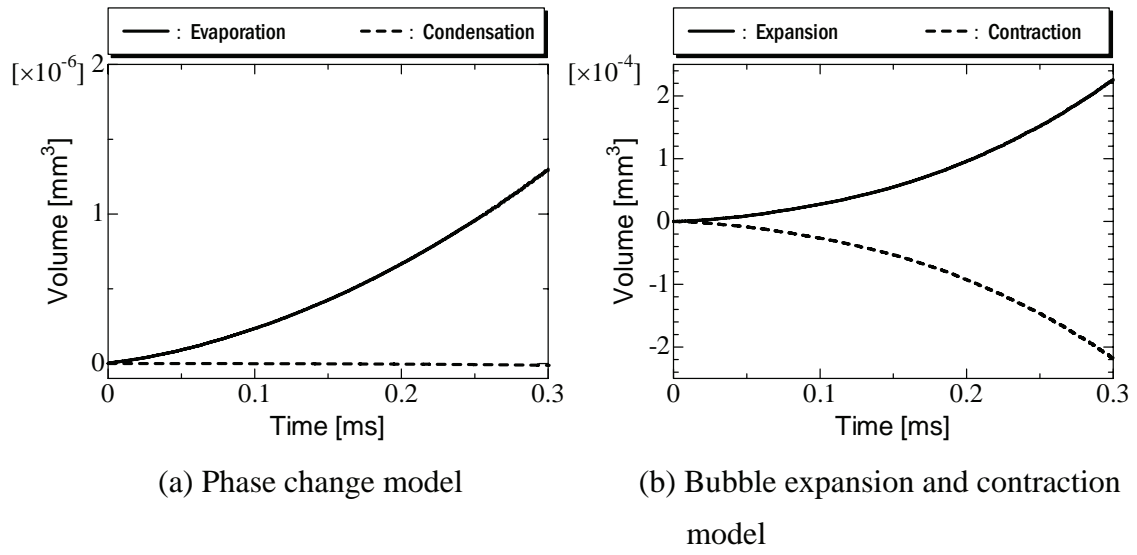 : Evaporation : Condensation
[×10⁻⁶]
2
1
0
Volume [mm³]
0 0.1 0.2 0.3
Time [ms]
(a) Phase change model
: Expansion : Contraction
[×10⁻⁴]
2
1
0
-1
-2
Volume [mm³]
0 0.1 0.2 0.3
Time [ms]
(b) Bubble expansion and contraction
model